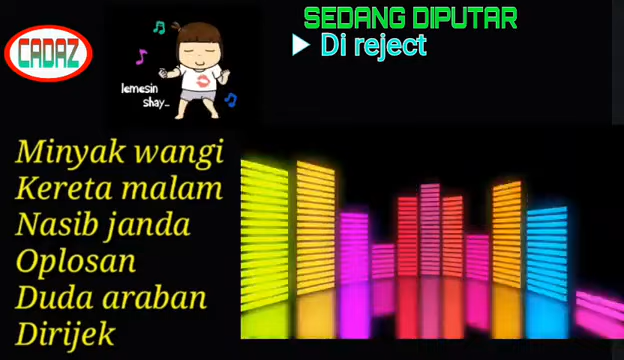 CADAZ
lemesin
shay...
SEDANG DIPUTAR
Di reject
Minyak wangi
Kereta malam
Nasib janda
Oplosan
Duda araban
Dirijek